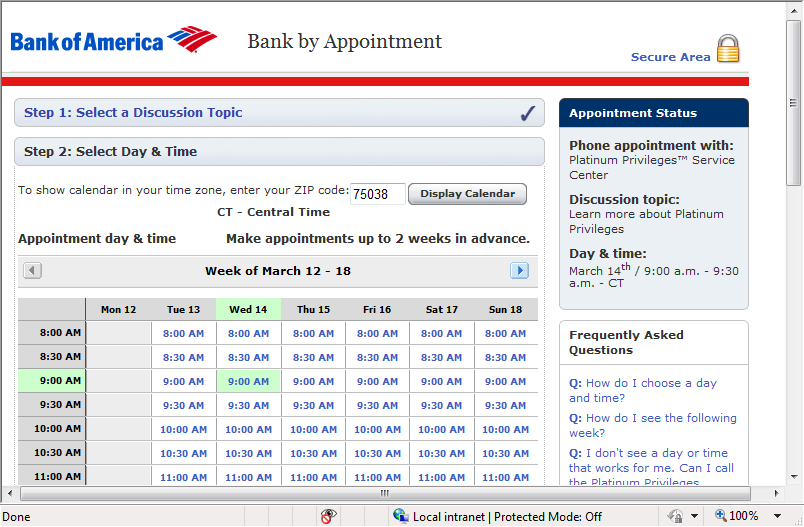 Bank of America
Bank by Appointment
Secure Area
Step 1: Select a Discussion Topic
Step 2: Select Day & Time
To show calendar in your time zone, enter your ZIP code: 75038 Display Calendar
CT - Central Time
Appointment day & time Make appointments up to 2 weeks in advance.
Week of March 12 - 18
Mon 12 Tue 13 Wed 14 Thu 15 Fri 16 Sat 17 Sun 18
8:00 AM 8:00 AM 8:00 AM 8:00 AM 8:00 AM 8:00 AM 8:00 AM
8:30 AM 8:30 AM 8:30 AM 8:30 AM 8:30 AM 8:30 AM 8:30 AM
9:00 AM 9:00 AM 9:00 AM 9:00 AM 9:00 AM 9:00 AM 9:00 AM
9:30 AM 9:30 AM 9:30 AM 9:30 AM 9:30 AM 9:30 AM 9:30 AM
10:00 AM 10:00 AM 10:00 AM 10:00 AM 10:00 AM 10:00 AM 10:00 AM
10:30 AM 10:30 AM 10:30 AM 10:30 AM 10:30 AM 10:30 AM 10:30 AM
11:00 AM 11:00 AM 11:00 AM 11:00 AM 11:00 AM 11:00 AM 11:00 AM
Appointment Status
Phone appointment with:
Platinum Privileges™ Service
Center
Discussion topic:
Learn more about Platinum
Privileges
Day & time:
March 14th / 9:00 a.m. - 9:30
a.m. - CT
Frequently Asked
Questions
Q: How do I choose a day
and time?
Q: How do I see the following
week?
Q: I don't see a day or time
that works for me. Can I call
the Platinum Privileges
Done
Local intranet | Protected Mode: Off
100%